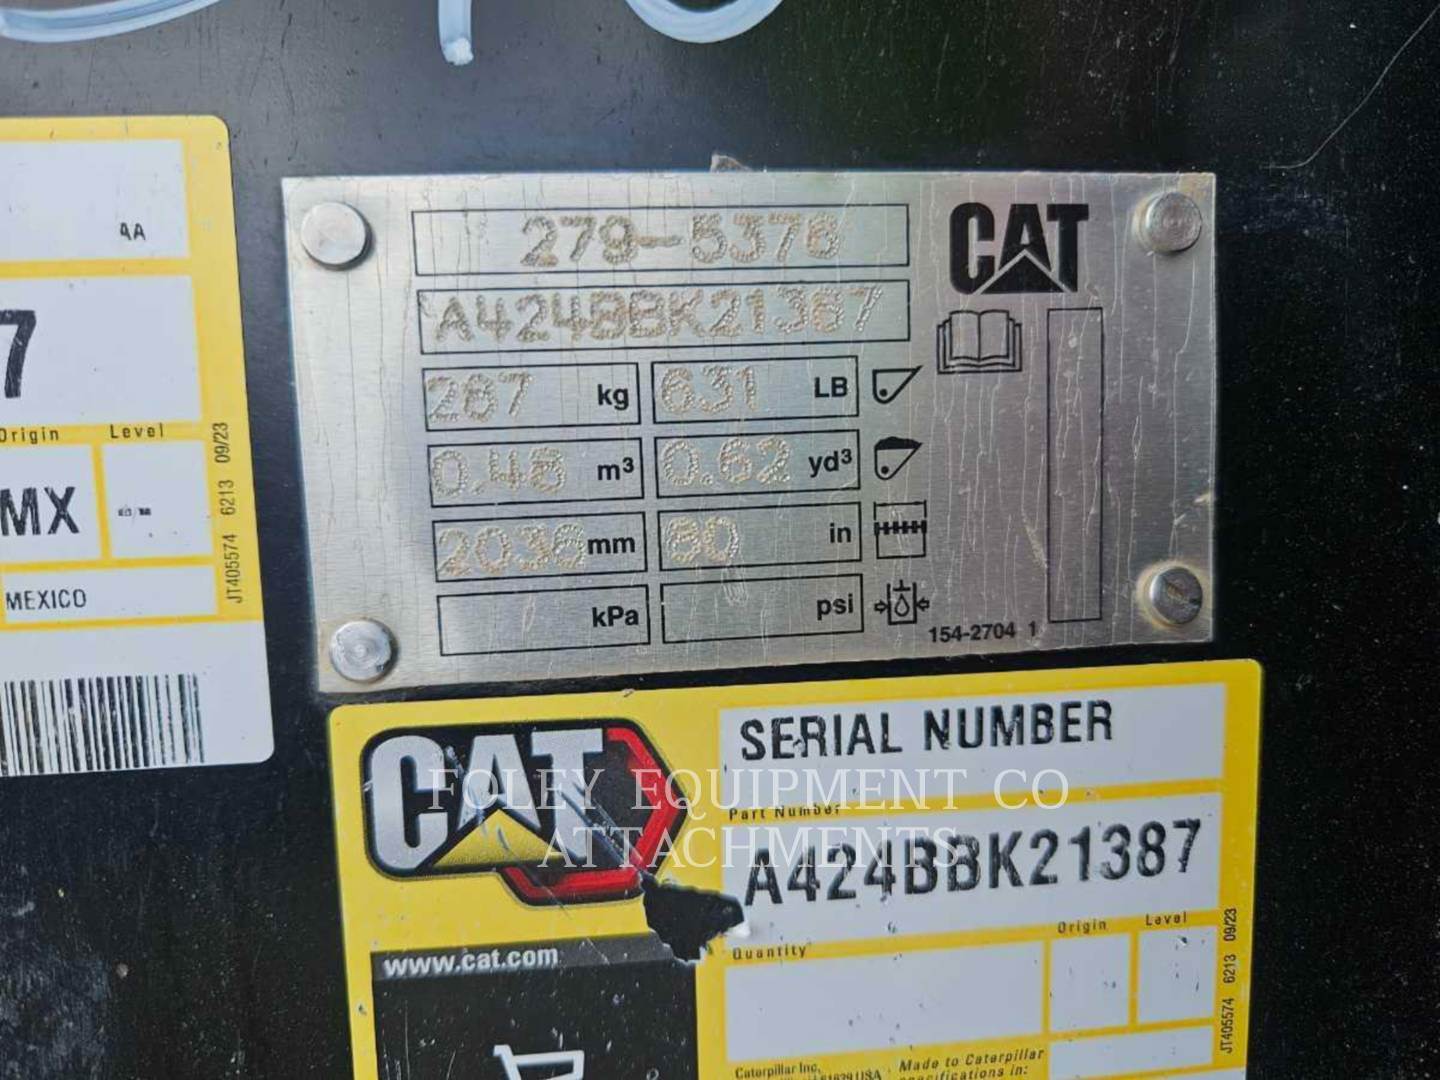 AA
7
Origin Level
MX
MEXICO
JT405574 6213 09/23
279-5376
CAT
A424BBK21387
287 kg 631 LB
0.48 m³ 0.62 yd³
2036 mm 80 in
kPa psi
154-2704 1
CAT
SERIAL NUMBER
Part Number
A424BBK21387
FOLEY EQUIPMENT CO
ATTACHMENTS
www.cat.com
Quantity Origin Level
JT405574 6213 09/23
Caterpillar Inc. Made to Caterpillar
specifications in: